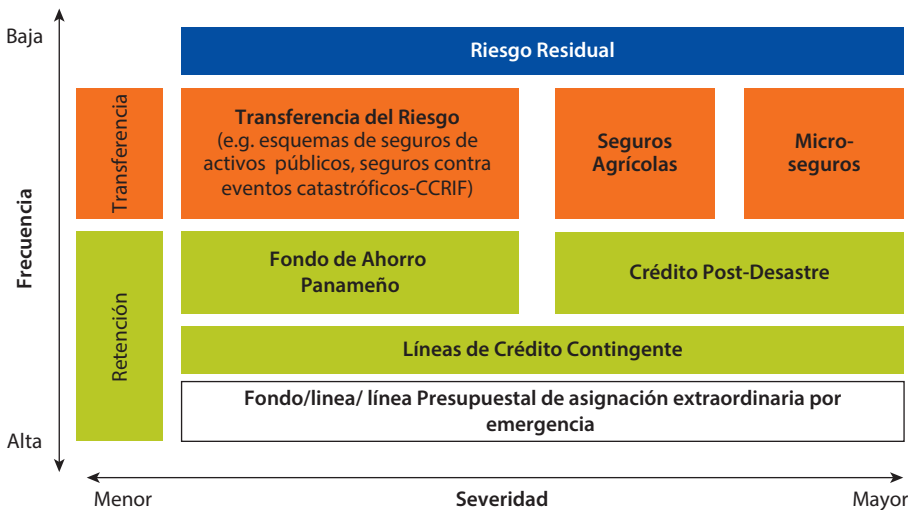 Baja
Riesgo Residual
Transferencia
Transferencia del Riesgo
(e.g. esquemas de seguros de
activos públicos, seguros contra
eventos catastróficos-CCRIF)
Seguros
Agrícolas
Micro-
seguros
Frecuencia
Retención
Fondo de Ahorro
Panameño
Crédito Post-Desastre
Líneas de Crédito Contingente
Fondo/linea/ línea Presupuestal de asignación extraordinaria por
emergencia
Alta
Menor
Severidad
Mayor